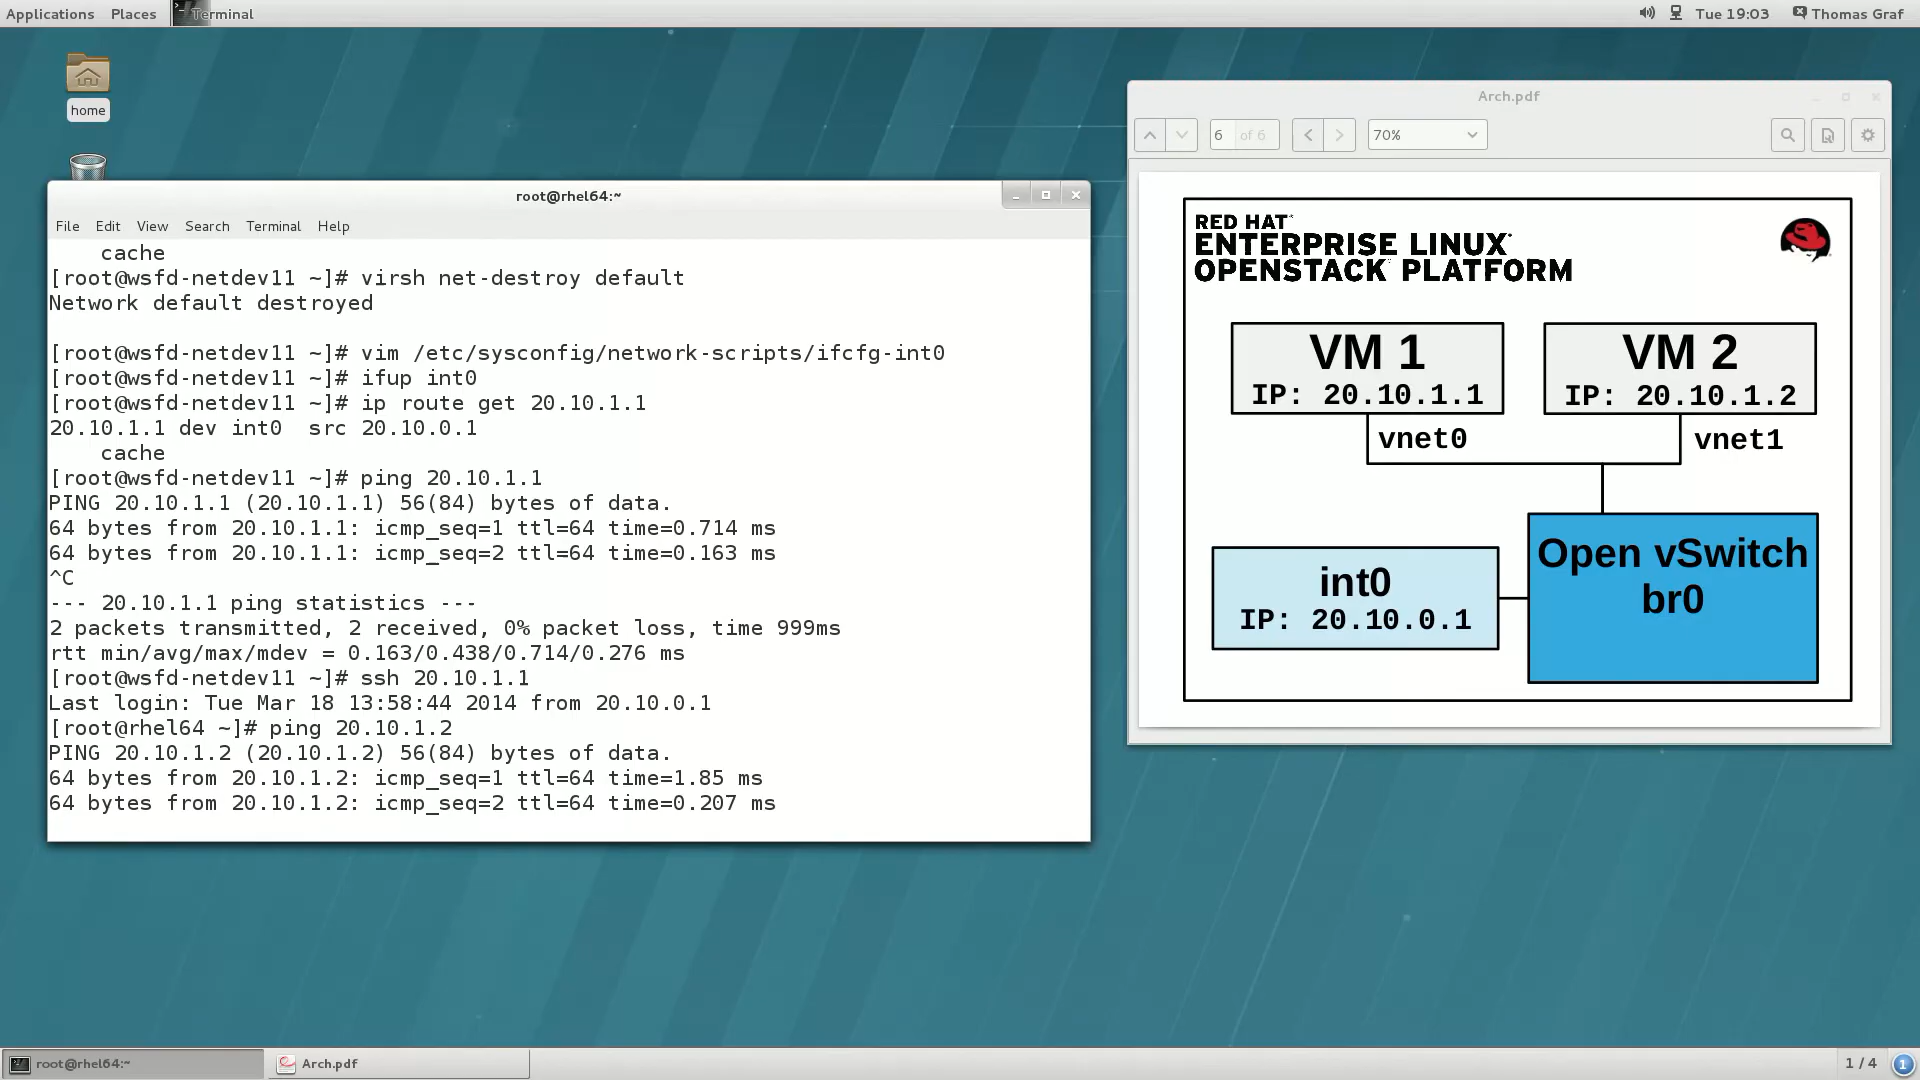 Applications Places Terminal Tue 19:03 Thomas Graf
home
root@rhel64:~
File Edit View Search Terminal Help
cache
[root@wsfd-netdev11 ~]# virsh net-destroy default
Network default destroyed
[root@wsfd-netdev11 ~]# vim /etc/sysconfig/network-scripts/ifcfg-int0
[root@wsfd-netdev11 ~]# ifup int0
[root@wsfd-netdev11 ~]# ip route get 20.10.1.1
20.10.1.1 dev int0  src 20.10.0.1
cache
[root@wsfd-netdev11 ~]# ping 20.10.1.1
PING 20.10.1.1 (20.10.1.1) 56(84) bytes of data.
64 bytes from 20.10.1.1: icmp_seq=1 ttl=64 time=0.714 ms
64 bytes from 20.10.1.1: icmp_seq=2 ttl=64 time=0.163 ms
^C
--- 20.10.1.1 ping statistics ---
2 packets transmitted, 2 received, 0% packet loss, time 999ms
rtt min/avg/max/mdev = 0.163/0.438/0.714/0.276 ms
[root@wsfd-netdev11 ~]# ssh 20.10.1.1
Last login: Tue Mar 18 13:58:44 2014 from 20.10.0.1
[root@rhel64 ~]# ping 20.10.1.2
PING 20.10.1.2 (20.10.1.2) 56(84) bytes of data.
64 bytes from 20.10.1.2: icmp_seq=1 ttl=64 time=1.85 ms
64 bytes from 20.10.1.2: icmp_seq=2 ttl=64 time=0.207 ms
Arch.pdf
6 of 6 70%
RED HAT
ENTERPRISE LINUX
OPENSTACK PLATFORM
VM 1
IP: 20.10.1.1
VM 2
IP: 20.10.1.2
vnet0
vnet1
int0
IP: 20.10.0.1
Open vSwitch
br0
root@rhel64:~ Arch.pdf 1 / 4 1